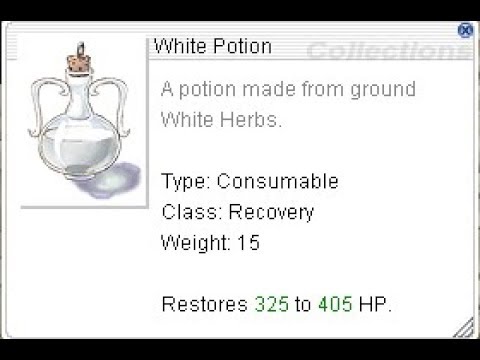 White Potion
Collections
A potion made from ground
White Herbs.
Type: Consumable
Class: Recovery
Weight: 15
Restores 325 to 405 HP.